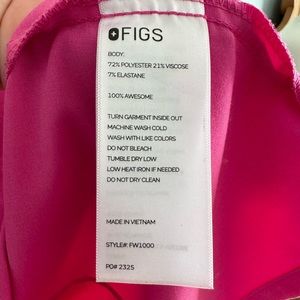 FIGS
BODY:
72% POLYESTER 21% VISCOSE
7% ELASTANE
100% AWESOME
TURN GARMENT INSIDE OUT
MACHINE WASH COLD
WASH WITH LIKE COLORS
DO NOT BLEACH
TUMBLE DRY LOW
LOW HEAT IRON IF NEEDED
DO NOT DRY CLEAN
MADE IN VIETNAM
STYLE#: FW1000
PO# 2325